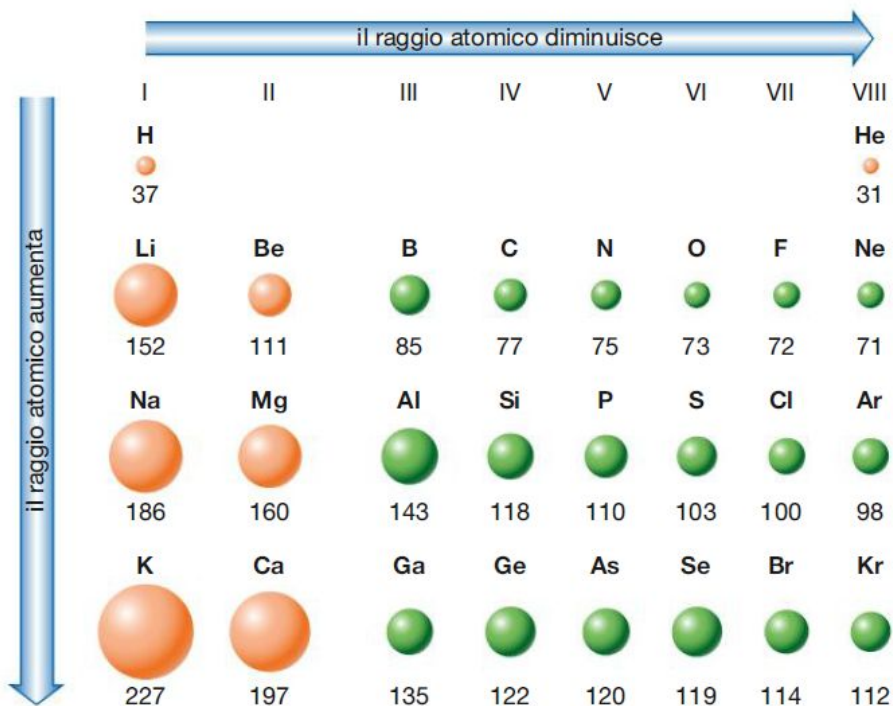 il raggio atomico diminuisce
il raggio atomico aumenta
I II III IV V VI VII VIII
H He
37 31
Li Be B C N O F Ne
152 111 85 77 75 73 72 71
Na Mg Al Si P S Cl Ar
186 160 143 118 110 103 100 98
K Ca Ga Ge As Se Br Kr
227 197 135 122 120 119 114 112